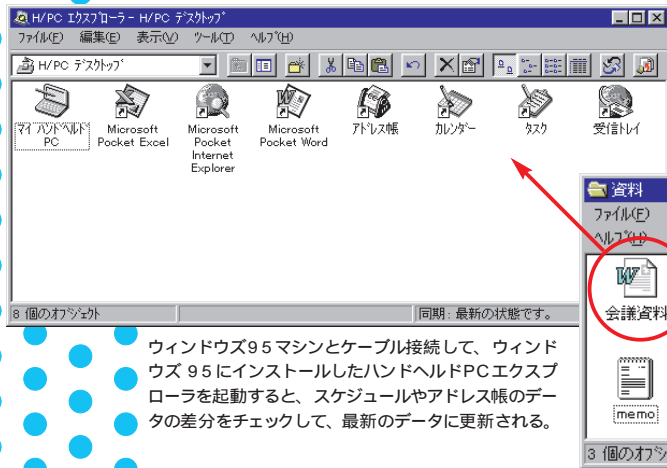 H/PC ｴｸｽﾌﾟﾛｰﾗ - H/PC ﾃﾞｽｸﾄｯﾌﾟ
ﾌｧｲﾙ(F) 編集(E) 表示(V) ﾂｰﾙ(T) ﾍﾙﾌﾟ(H)
H/PC ﾃﾞｽｸﾄｯﾌﾟ
ﾏｲ ﾊﾝﾄﾞﾍﾙﾄﾞ PC
Microsoft Pocket Excel
Microsoft Pocket Internet Explorer
Microsoft Pocket Word
ｱﾄﾞﾚｽ帳
ｶﾚﾝﾀﾞｰ
ﾀｽｸ
受信ﾄﾚｲ
8 個のｵﾌﾞｼﾞｪｸﾄ
同期: 最新の状態です。
資料
ﾌｧｲﾙ(F)
ﾍﾙﾌﾟ(H)
会議資料
memo
3 個のｵﾌﾞｼﾞ
ウィンドウズ95マシンとケーブル接続して、ウィンド
ウズ 95にインストールしたハンドヘルドPCエクスプ
ローラを起動すると、スケジュールやアドレス帳のデー
タの差分をチェックして、最新のデータに更新される。